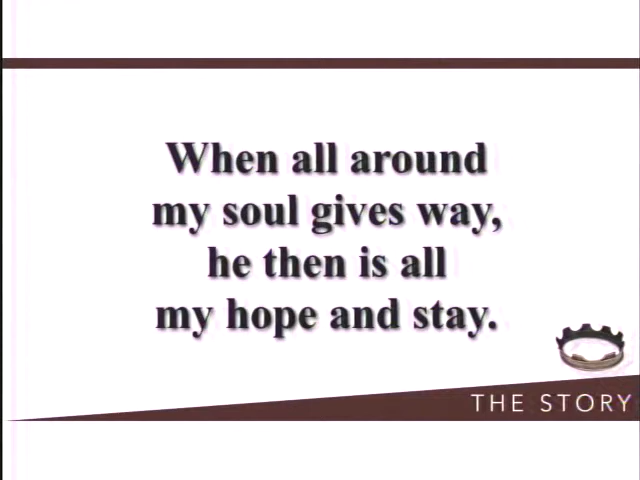 When all around
my soul gives way,
he then is all
my hope and stay.
THE STORY